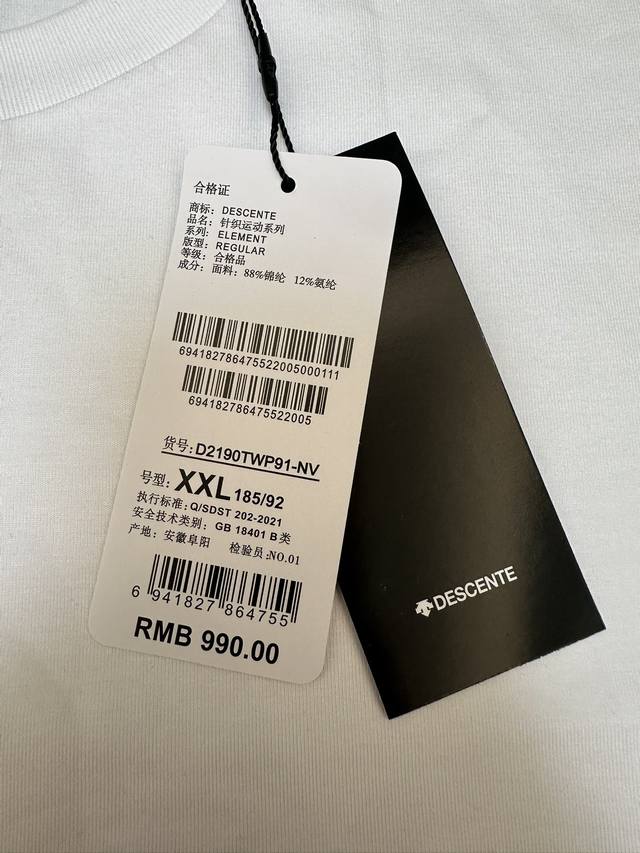 合格证
商标: DESCENTE
品名: 针织运动系列
系列: ELEMENT
版型: REGULAR
等级: 合格品
成分: 面料: 88%锦纶 12%氨纶
694182786475522005000111
694182786475522005
货号: D2190TWP91-NV
号型: XXL 185/92
执行标准: Q/SDST 202-2021
安全技术类别: GB 18401 B类
产地: 安徽阜阳 检验员: NO.01
6 941827 864755
RMB 990.00
DESCENTE